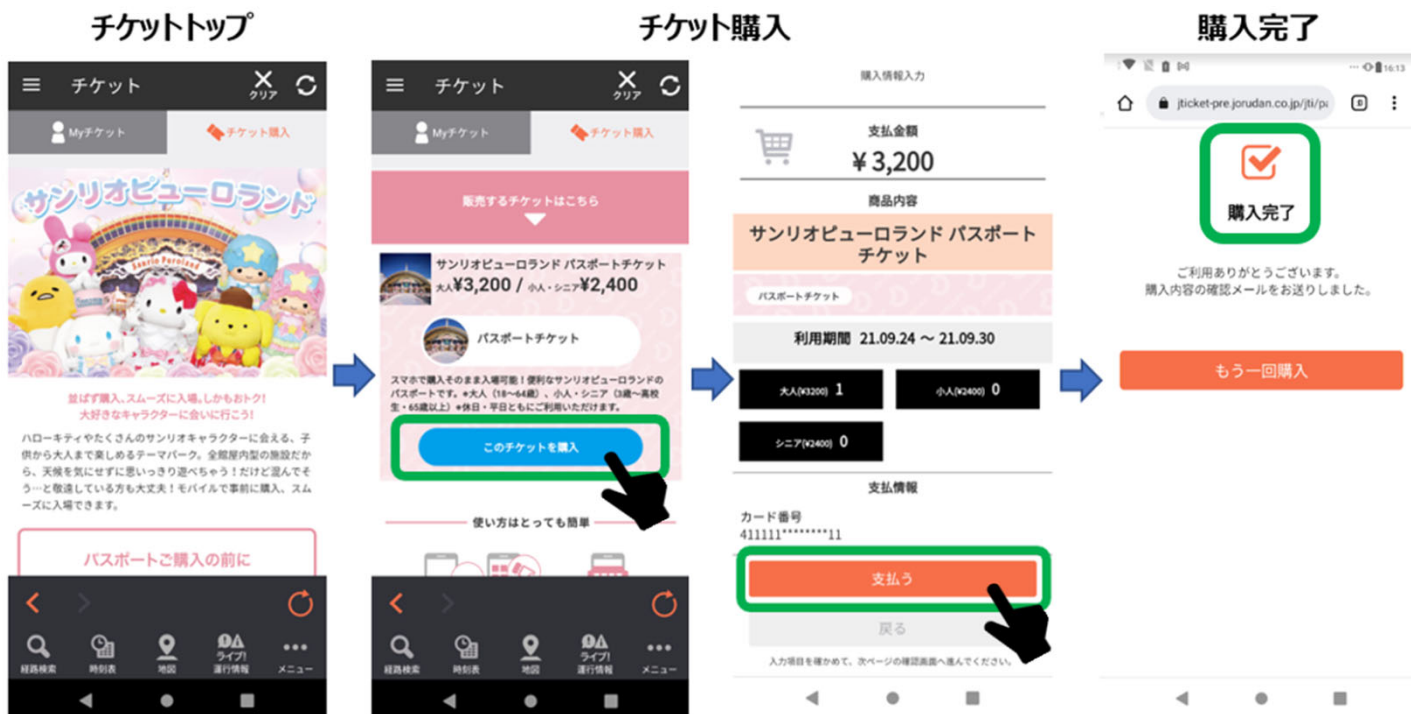 チケットトップ
チケット購入
購入完了
チケット
クリア
Myチケット
チケット購入
サンリオピューロランド
Sanrio Puroland
並ばず購入、スムーズに入場。しかもおトク!
大好きなキャラクターに会いに行こう!
ハローキティやたくさんのサンリオキャラクターに会える、子
供から大人まで楽しめるテーマパーク。全館屋内型の施設だか
ら、天候を気にせずに思いっきり遊べちゃう!だけど混んでそ
う…と敬遠している方も大丈夫!モバイルで事前に購入、スム
ーズに入場できます。
パスポートご購入の前に
経路検索
時刻表
地図
ライブ!
運行情報
メニュー
チケット
クリア
Myチケット
チケット購入
販売するチケットはこちら
サンリオピューロランド パスポートチケット
大人¥3,200 / 小人・シニア¥2,400
パスポートチケット
スマホで購入そのまま入場可能!便利なサンリオピューロランドの
パスポートです。*大人(18~64歳)、小人・シニア(3歳~高校
生・65歳以上)*休日・平日ともにご利用いただけます。
このチケットを購入
使い方はとっても簡単
経路検索
時刻表
地図
ライブ!
運行情報
メニュー
購入情報入力
支払金額
¥ 3,200
商品内容
サンリオピューロランド パスポート
チケット
パスポートチケット
利用期間 21.09.24 ~ 21.09.30
大人(¥3200) 1
小人(¥2400) 0
シニア(¥2400) 0
支払情報
カード番号
411111********11
支払う
戻る
入力項目を確かめて、次ページの確認画面へ進んでください。
16:13
jticket-pre.jorudan.co.jp/jti/pa
購入完了
ご利用ありがとうございます。
購入内容の確認メールをお送りしました。
もう一回購入